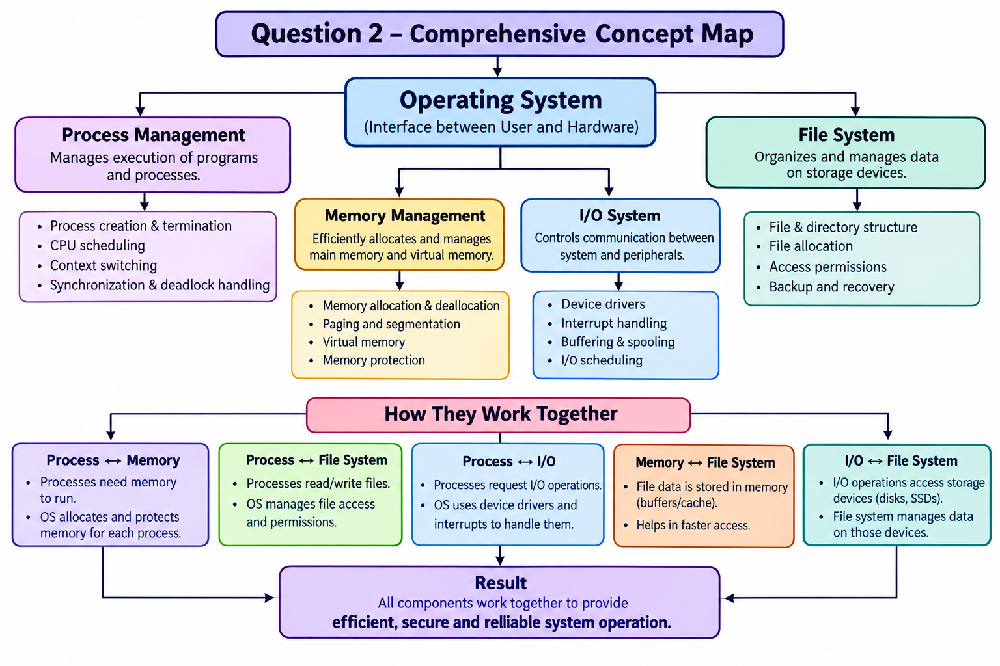 Question 2 – Comprehensive Concept Map
Operating System
(Interface between User and Hardware)
Process Management
Manages execution of programs
and processes.
• Process creation & termination
• CPU scheduling
• Context switching
• Synchronization & deadlock handling
Memory Management
Efficiently allocates and manages
main memory and virtual memory.
• Memory allocation & deallocation
• Paging and segmentation
• Virtual memory
• Memory protection
I/O System
Controls communication between
system and peripherals.
• Device drivers
• Interrupt handling
• Buffering & spooling
• I/O scheduling
File System
Organizes and manages data
on storage devices.
• File & directory structure
• File allocation
• Access permissions
• Backup and recovery
How They Work Together
Process ↔ Memory
• Processes need memory
to run.
• OS allocates and protects
memory for each process.
Process ↔ File System
• Processes read/write files.
• OS manages file access
and permissions.
Process ↔ I/O
• Processes request I/O operations.
• OS uses device drivers and
interrupts to handle them.
Memory ↔ File System
• File data is stored in memory
(buffers/cache).
• Helps in faster access.
I/O ↔ File System
• I/O operations access storage
devices (disks, SSDs).
• File system manages data
on those devices.
Result
All components work together to provide
efficient, secure and reliable system operation.